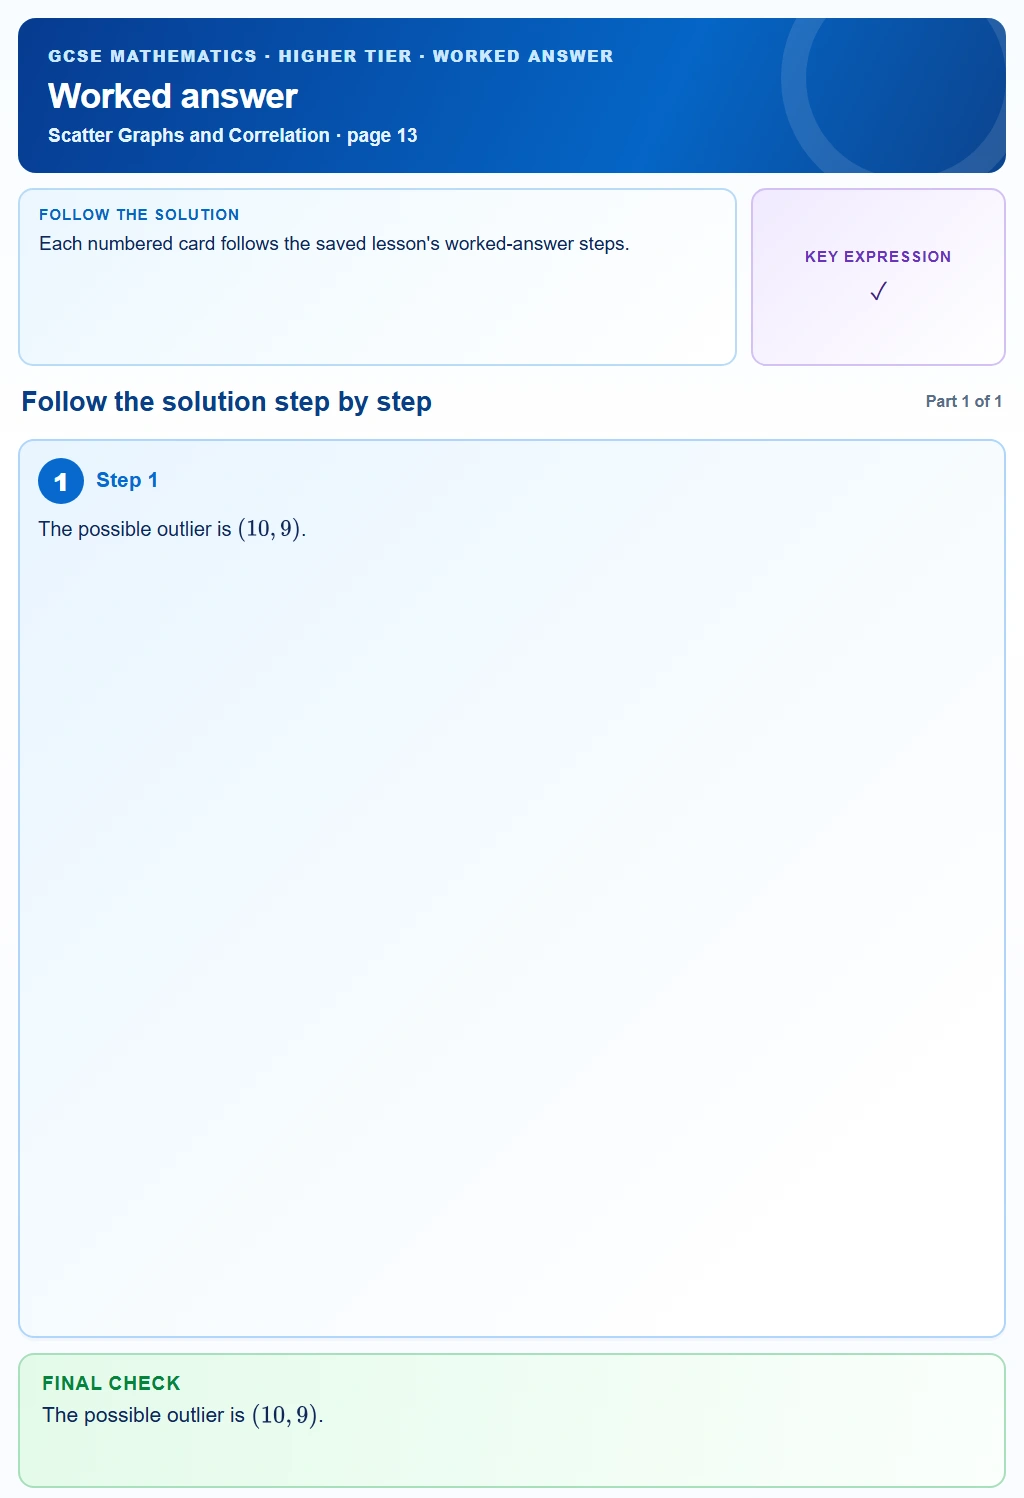 GCSE MATHEMATICS · HIGHER TIER · WORKED ANSWER
Worked answer
Scatter Graphs and Correlation · page 13
FOLLOW THE SOLUTION
Each numbered card follows the saved lesson's worked-answer steps.
KEY EXPRESSION
✓
Follow the solution step by step
Part 1 of 1
1 Step 1
The possible outlier is (10, 9).
FINAL CHECK
The possible outlier is (10, 9).